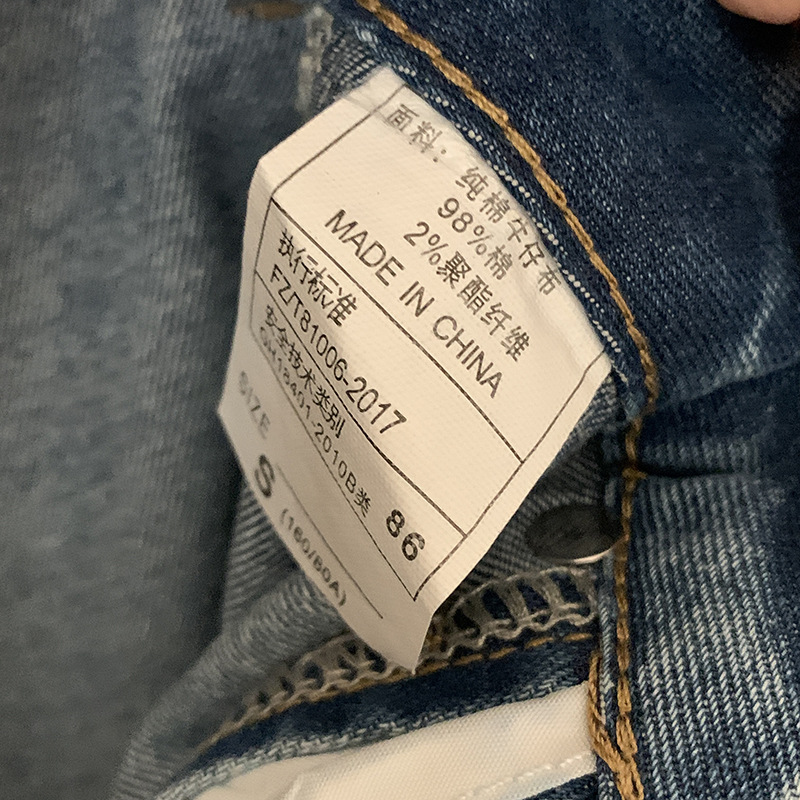 面料：纯棉牛仔布
98%棉
2%聚酯纤维
MADE IN CHINA
执行标准
FZ/T81006-2017
安全技术类别
GB18401-2010B类
86
SIZE
S
(160/80A)